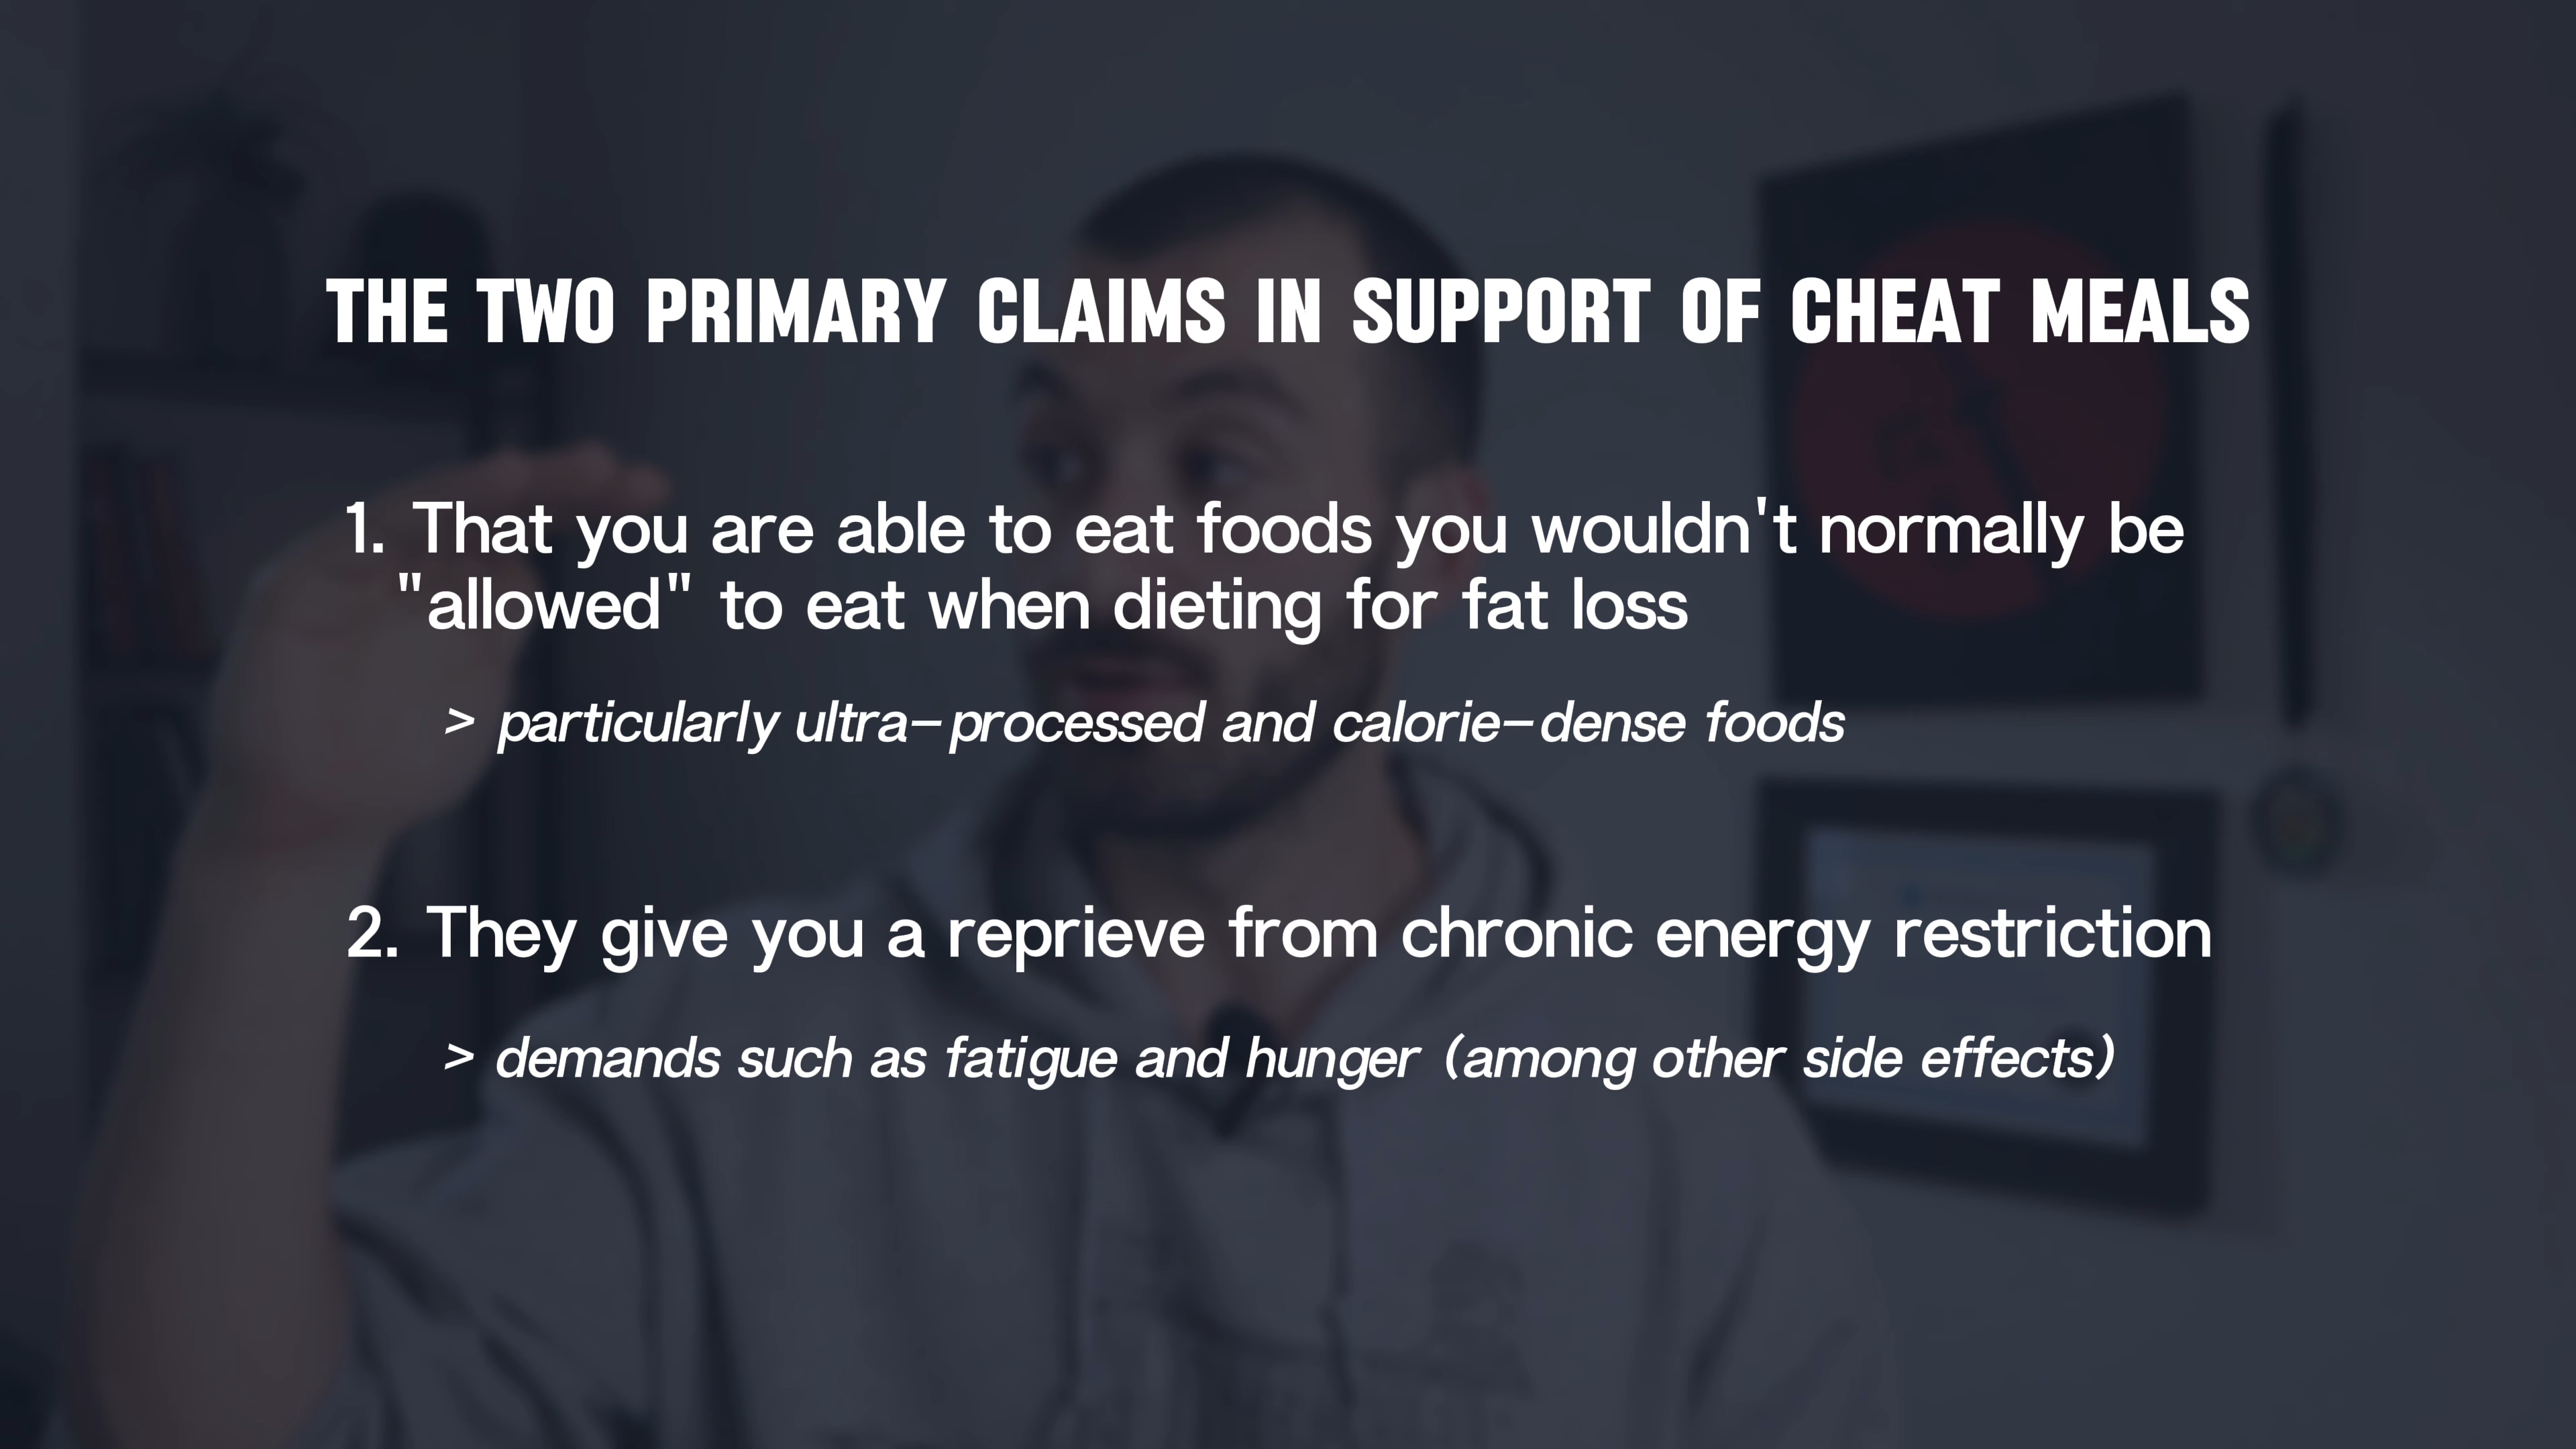 THE TWO PRIMARY CLAIMS IN SUPPORT OF CHEAT MEALS
1. That you are able to eat foods you wouldn't normally be
"allowed" to eat when dieting for fat loss
> particularly ultra-processed and calorie-dense foods
2. They give you a reprieve from chronic energy restriction
> demands such as fatigue and hunger (among other side effects)